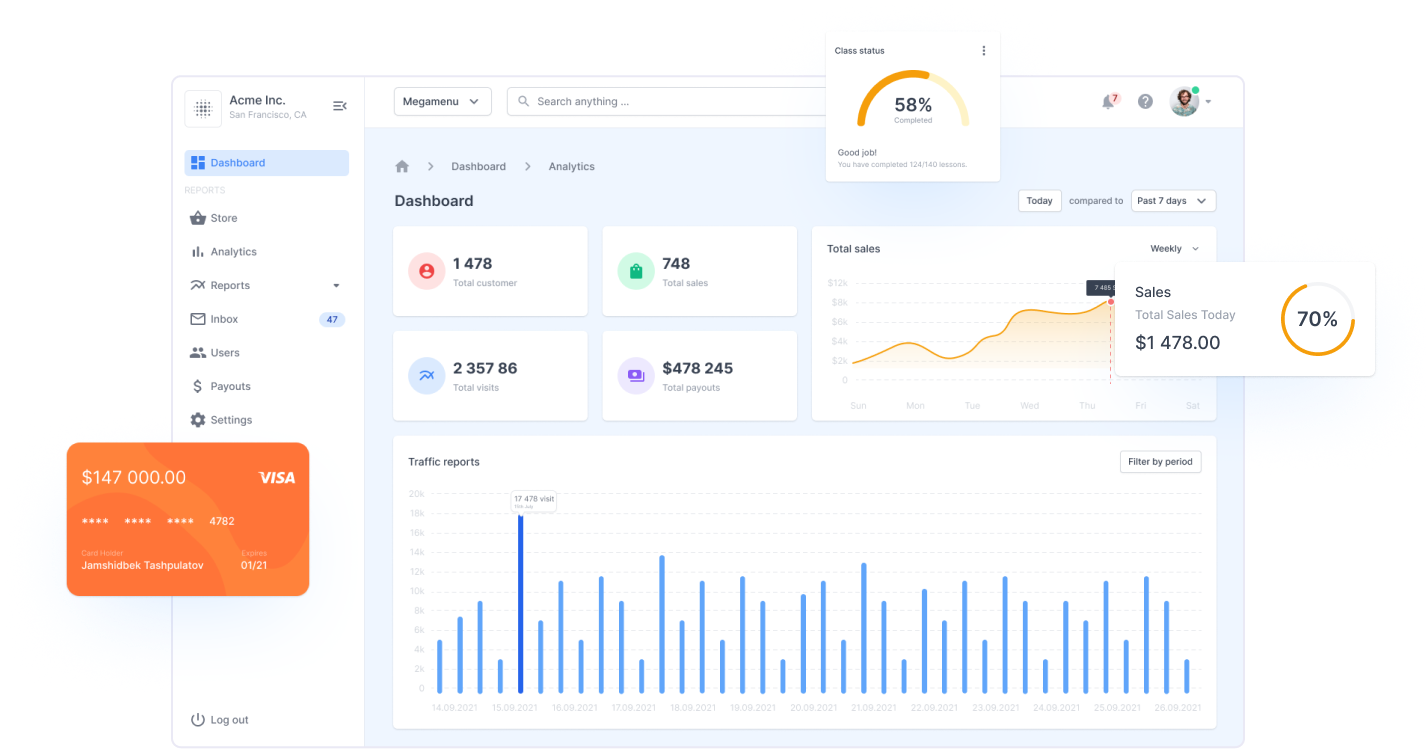 Class status
58%
Completed
Good job!
You have completed 124/140 lessons.
Acme Inc.
San Francisco, CA
Megamenu
Search anything ...
7
Dashboard
REPORTS
Store
Analytics
Reports
Inbox
47
Users
Payouts
Settings
Log out
Dashboard
Analytics
Dashboard
Today
compared to
Past 7 days
1 478
Total customer
748
Total sales
2 357 86
Total visits
$478 245
Total payouts
Total sales
Weekly
$12k
$8k
$6k
$4k
$2k
0
7 485
Sun
Mon
Tue
Wed
Thu
Fri
Sat
Sales
Total Sales Today
$1 478.00
70%
$147 000.00
VISA
**** **** **** 4782
Card Holder
Expires
Jamshidbek Tashpulatov
01/21
Traffic reports
Filter by period
20k
18k
16k
14k
12k
10k
8k
6k
4k
2k
0
17 478 visit
14.09.2021
15.09.2021
16.09.2021
17.09.2021
18.09.2021
19.09.2021
20.09.2021
21.09.2021
22.09.2021
23.09.2021
24.09.2021
25.09.2021
26.09.2021